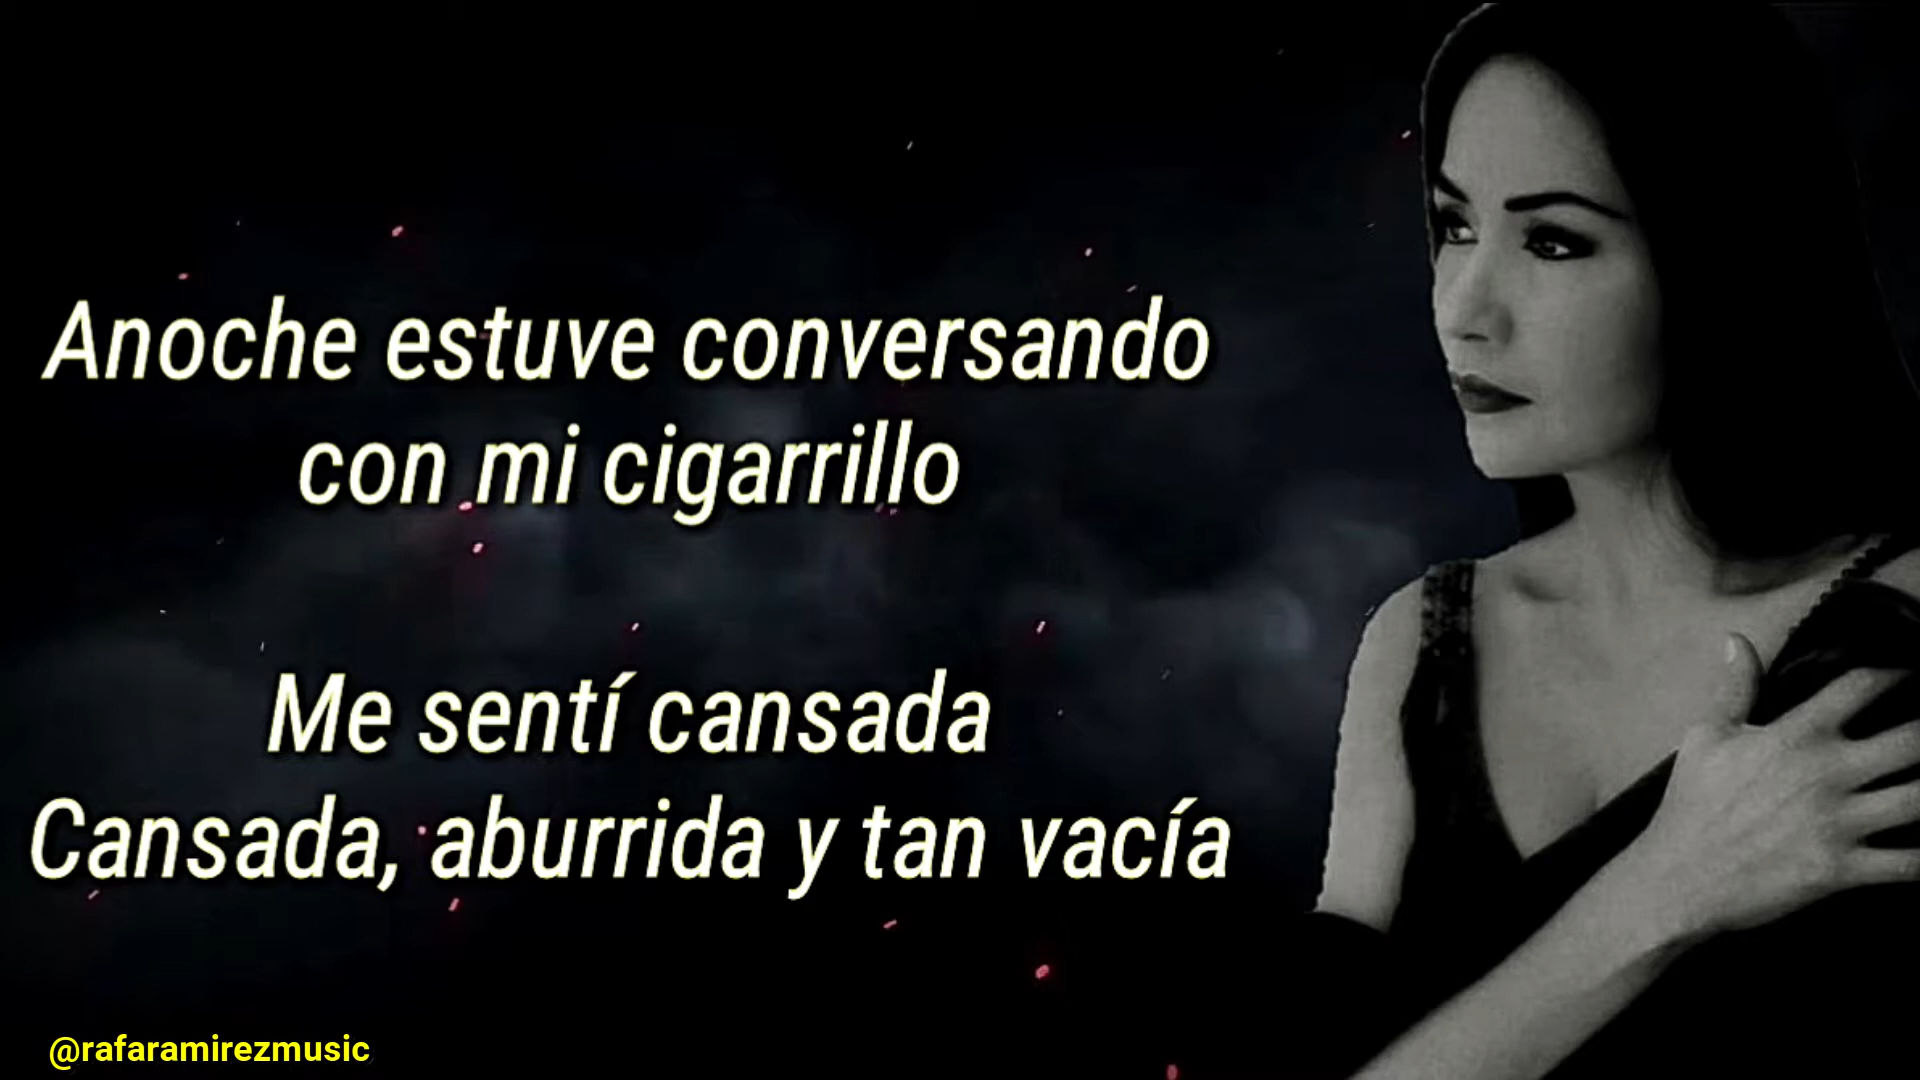 Anoche estuve conversando
con mi cigarrillo
Me sentí cansada
Cansada, aburrida y tan vacía
@rafaramirezmusic